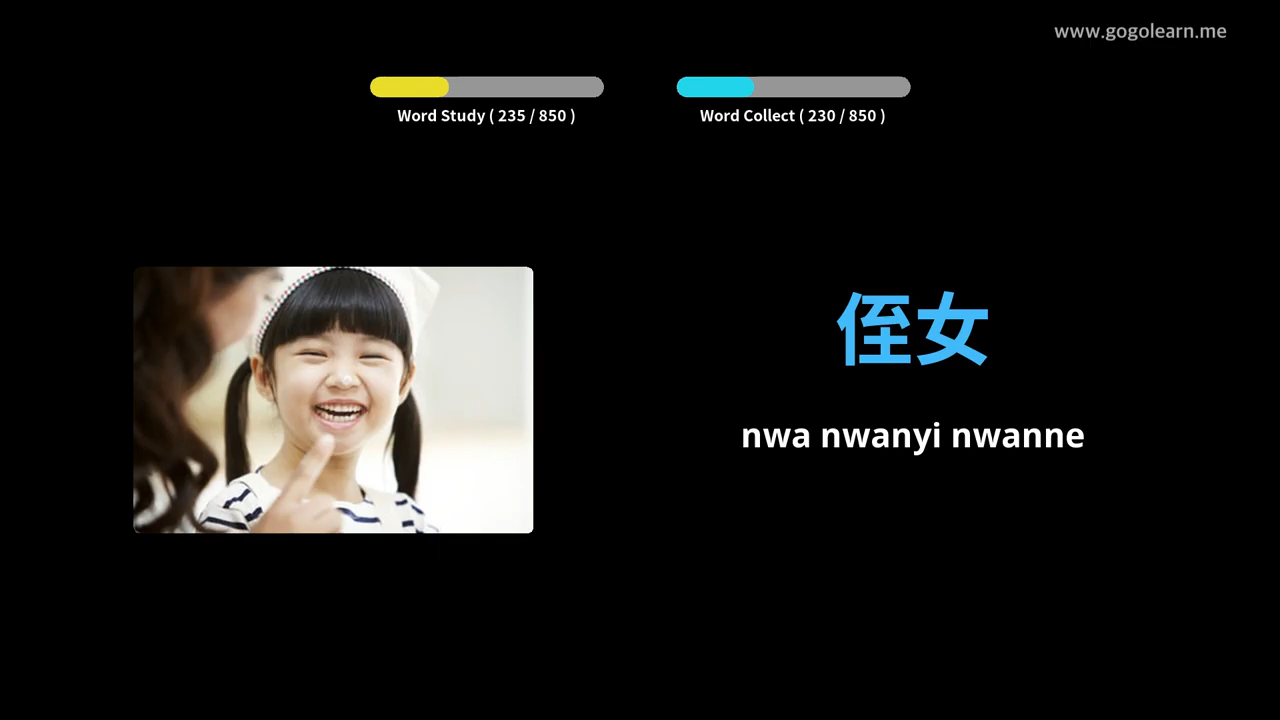 www.gogolearn.me
Word Study ( 235 / 850 )
Word Collect ( 230 / 850 )
侄女
nwa nwanyi nwanne